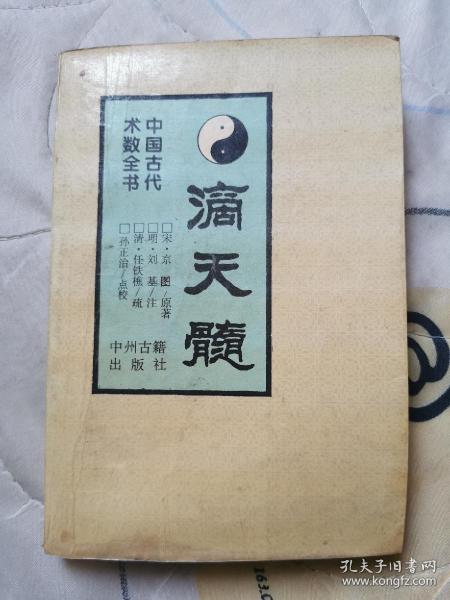 中国古代
术数全书
滴天髓
□宋·京图/原著
□明·刘基/注
□清·任铁樵/疏
□孙正治/点校
中州古籍
出版社
163.C
孔夫子旧书网
www.kongfz.com